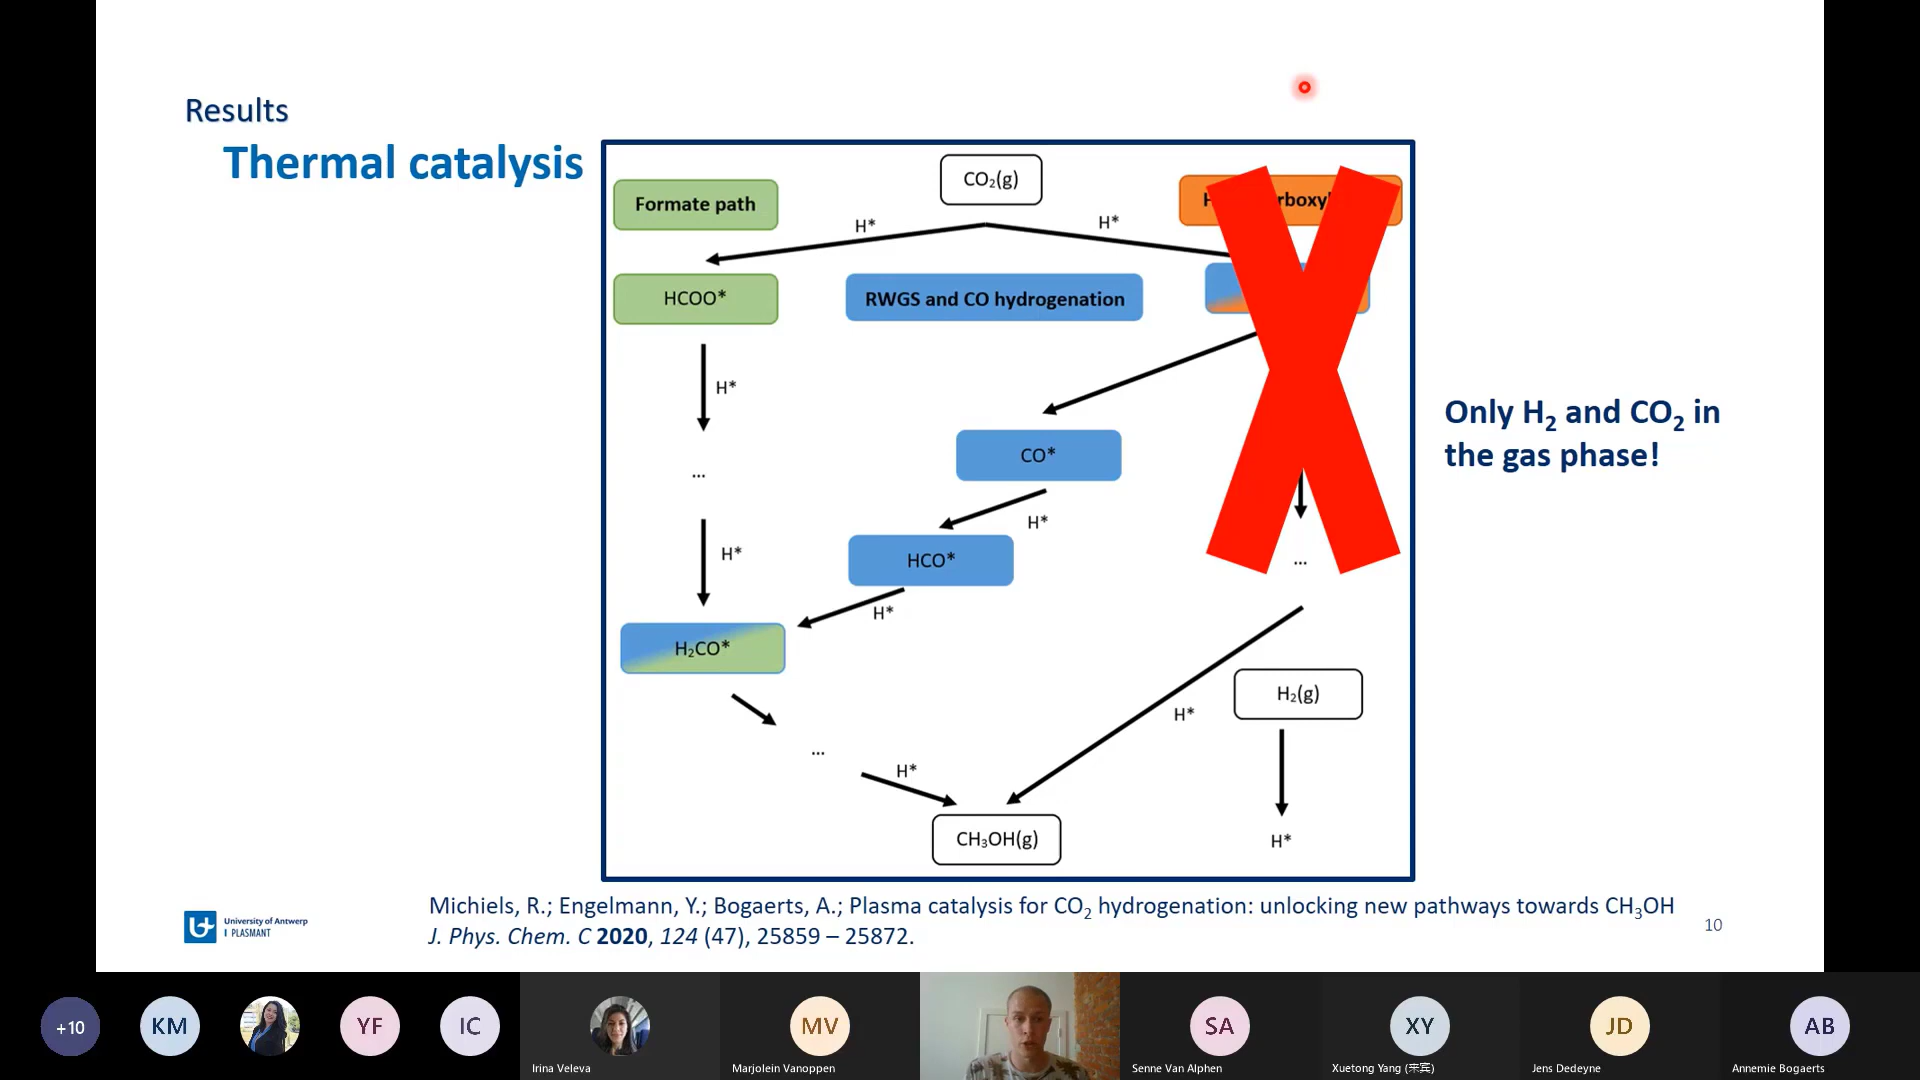 Results
Thermal catalysis
CO₂(g)
Formate path
H*
H*
HCOO*
RWGS and CO hydrogenation
H*
CO*
...
H*
HCO*
H*
...
H*
H₂CO*
H₂(g)
H*
...
H*
CH₃OH(g)
H*
Only H₂ and CO₂ in
the gas phase!
University of Antwerp
I PLASMANT
Michiels, R.; Engelmann, Y.; Bogaerts, A.; Plasma catalysis for CO₂ hydrogenation: unlocking new pathways towards CH₃OH
J. Phys. Chem. C 2020, 124 (47), 25859 – 25872.
10
+10
KM
YF
IC
Irina Veleva
MV
Marjolein Vanoppen
SA
Senne Van Alphen
XY
Xuetong Yang (朱宾)
JD
Jens Dedeyne
AB
Annemie Bogaerts